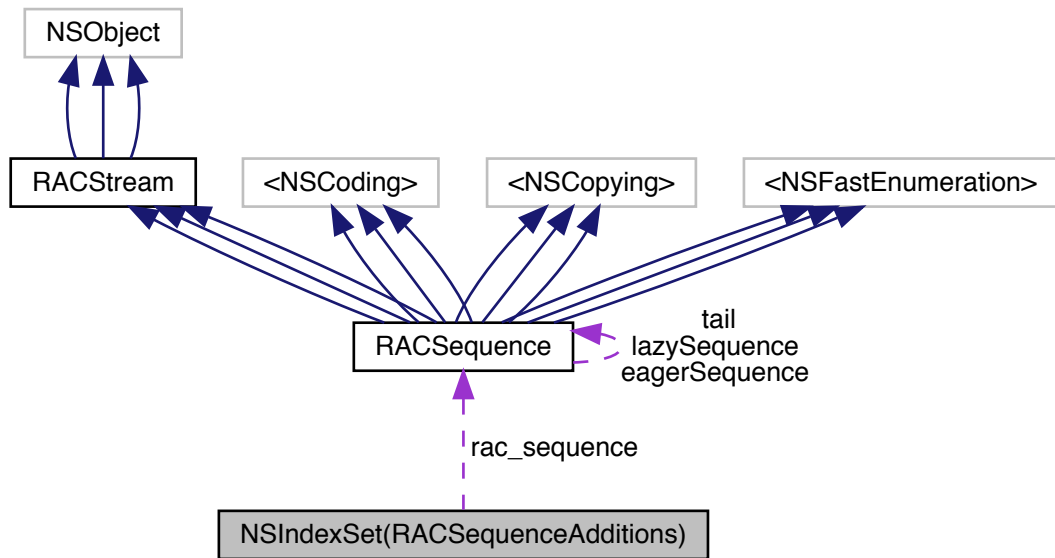 NSObject
RACStream
<NSCoding>
<NSCopying>
<NSFastEnumeration>
RACSequence
tail
lazySequence
eagerSequence
rac_sequence
NSIndexSet(RACSequenceAdditions)